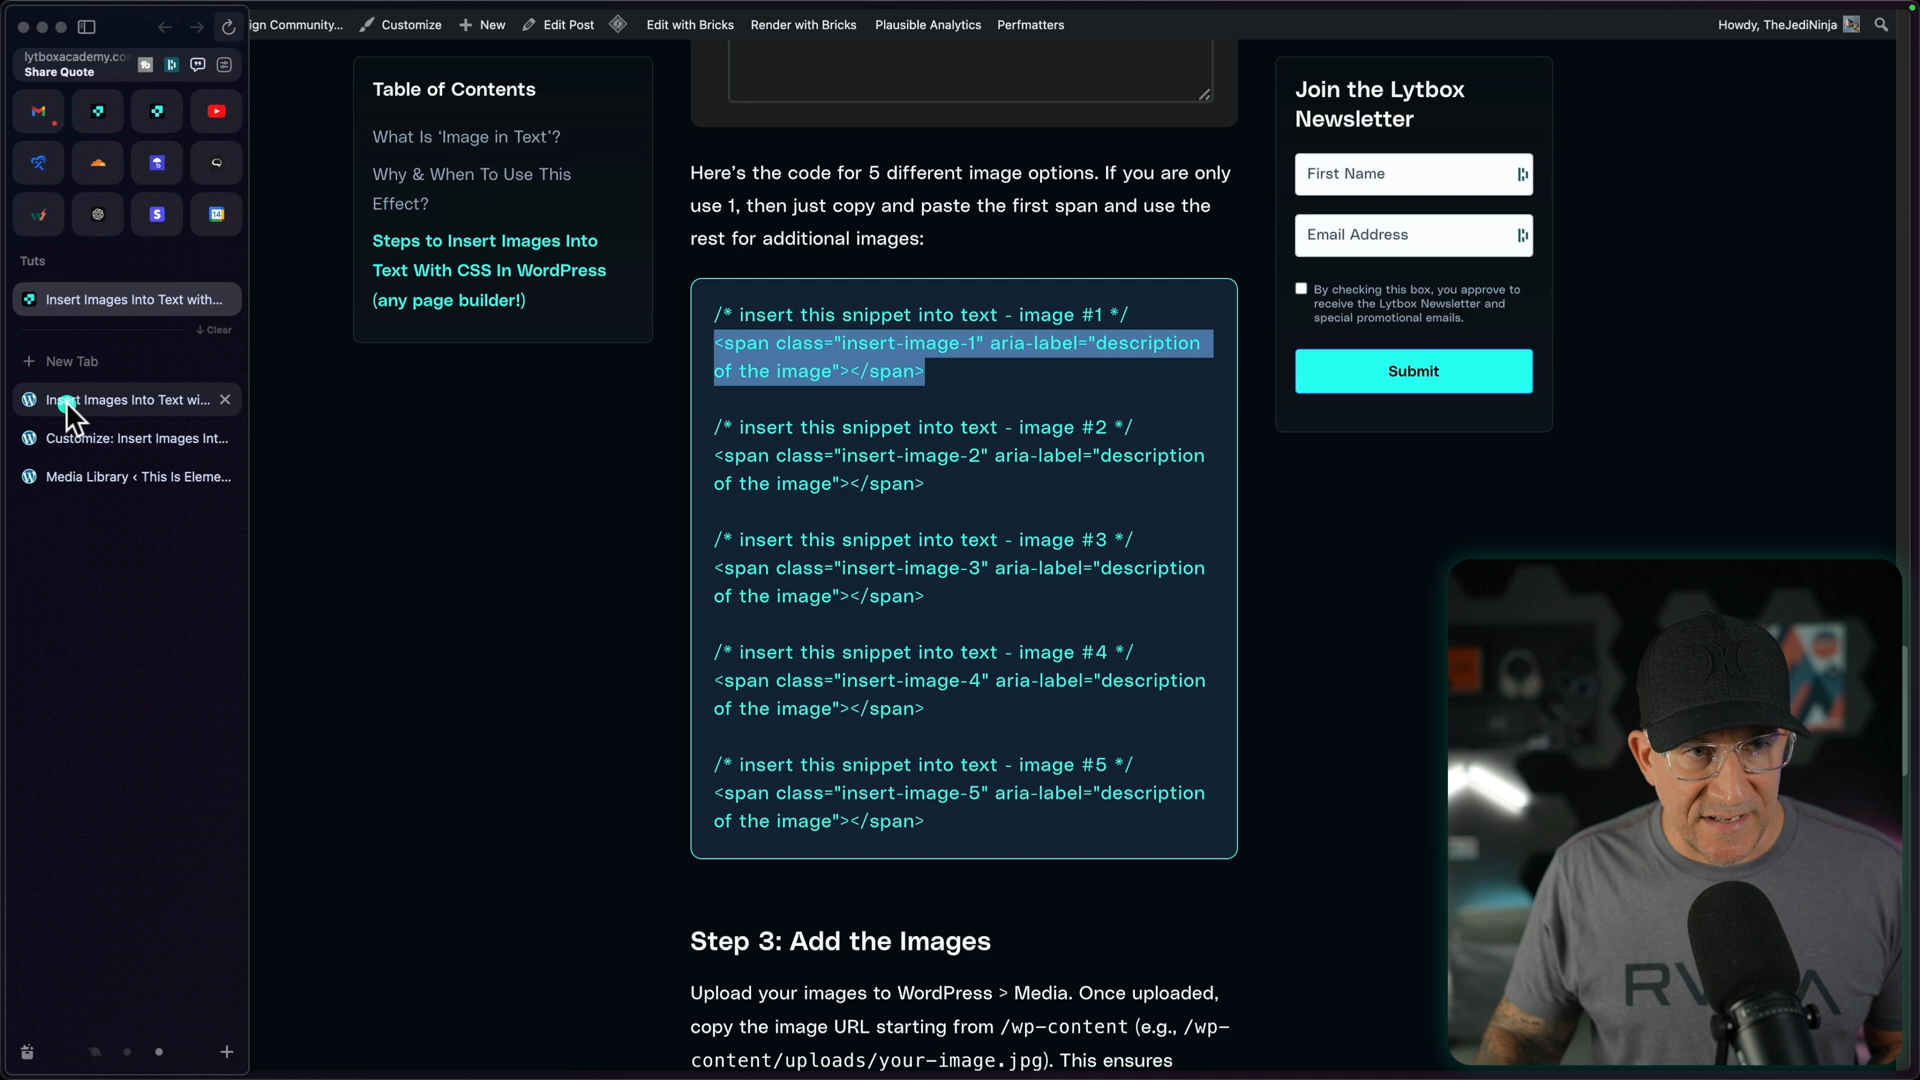 ign Community...
Customize
New
Edit Post
Edit with Bricks
Render with Bricks
Plausible Analytics
Perfmatters
Howdy, TheJediNinja
lytboxacademy.co
Share Quote
14
Tuts
Insert Images Into Text with...
↓ Clear
+ New Tab
Insert Images Into Text wi...
Customize: Insert Images Int...
Media Library ‹ This Is Eleme...
Table of Contents
What Is ‘Image in Text’?
Why & When To Use This
Effect?
Steps to Insert Images Into
Text With CSS In WordPress
(any page builder!)
Here’s the code for 5 different image options. If you are only
use 1, then just copy and paste the first span and use the
rest for additional images:
/* insert this snippet into text - image #1 */
<span class="insert-image-1" aria-label="description
of the image"></span>
/* insert this snippet into text - image #2 */
<span class="insert-image-2" aria-label="description
of the image"></span>
/* insert this snippet into text - image #3 */
<span class="insert-image-3" aria-label="description
of the image"></span>
/* insert this snippet into text - image #4 */
<span class="insert-image-4" aria-label="description
of the image"></span>
/* insert this snippet into text - image #5 */
<span class="insert-image-5" aria-label="description
of the image"></span>
Step 3: Add the Images
Upload your images to WordPress > Media. Once uploaded,
copy the image URL starting from /wp-content (e.g., /wp-
content/uploads/your-image.jpg). This ensures
Join the Lytbox
Newsletter
First Name
Email Address
By checking this box, you approve to
receive the Lytbox Newsletter and
special promotional emails.
Submit